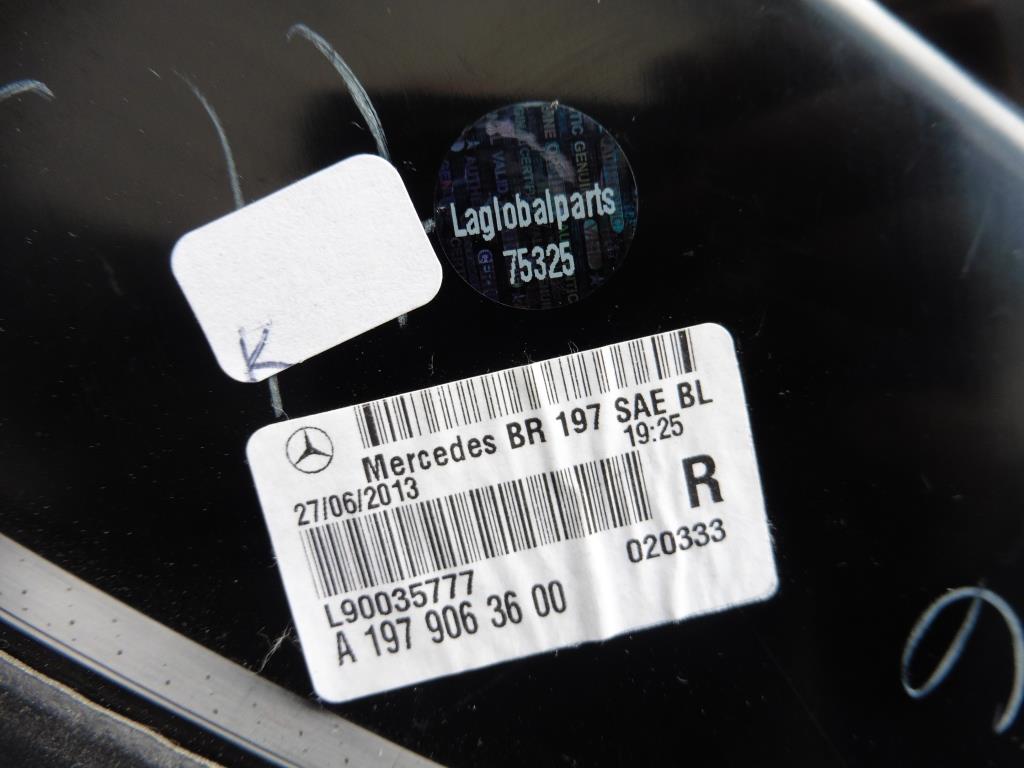 Laglobalparts
75325
K
Mercedes BR 197 SAE BL
27/06/2013 19:25
R
L90035777 020333
A 197 906 36 00